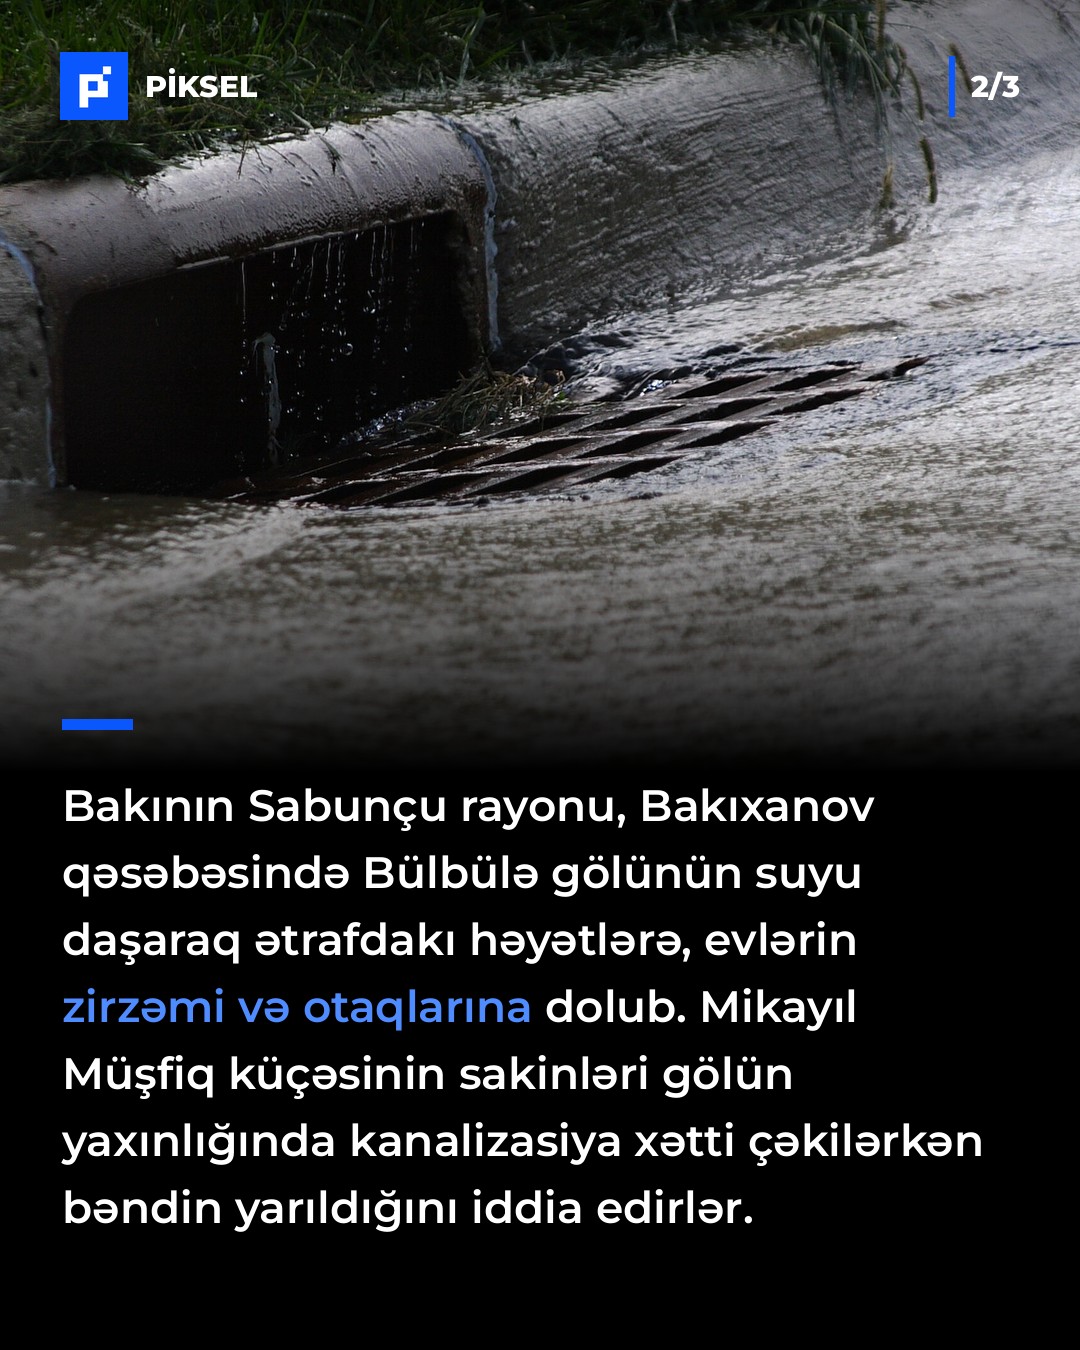 PİKSEL
2/3
Bakının Sabunçu rayonu, Bakıxanov
qəsəbəsində Bülbülə gölünün suyu
daşaraq ətrafdakı həyətlərə, evlərin
zirzəmi və otaqlarına dolub. Mikayıl
Müşfiq küçəsinin sakinləri gölün
yaxınlığında kanalizasiya xətti çəkilərkən
bəndin yarıldığını iddia edirlər.